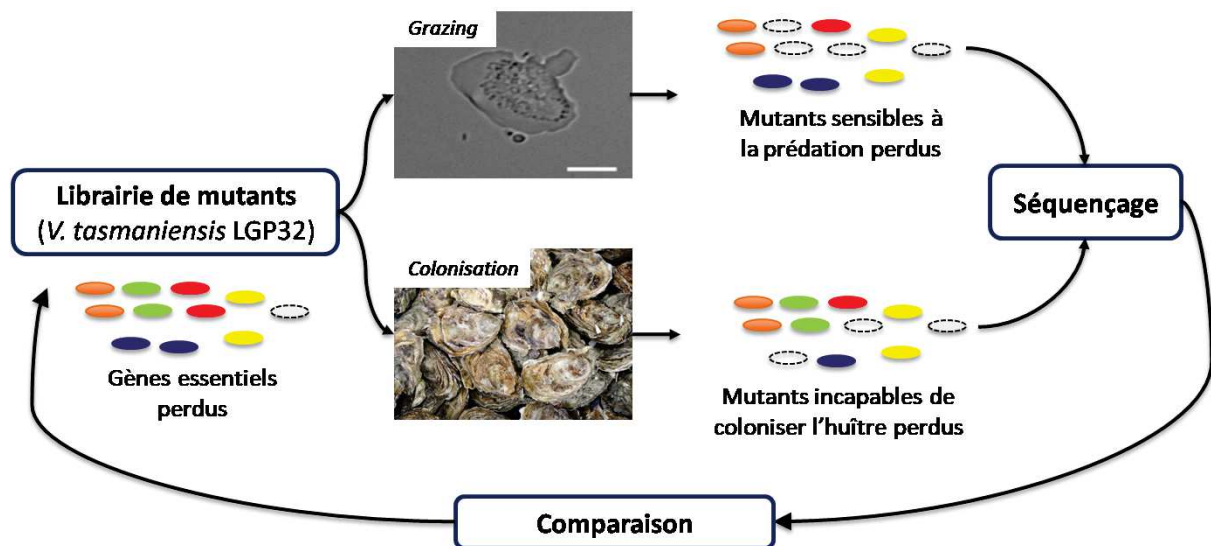 Grazing
Mutants sensibles à
la prédation perdus
Librairie de mutants
(V. tasmaniensis LGP32)
Séquençage
Colonisation
Gènes essentiels
perdus
Mutants incapables de
coloniser l'huître perdus
Comparaison